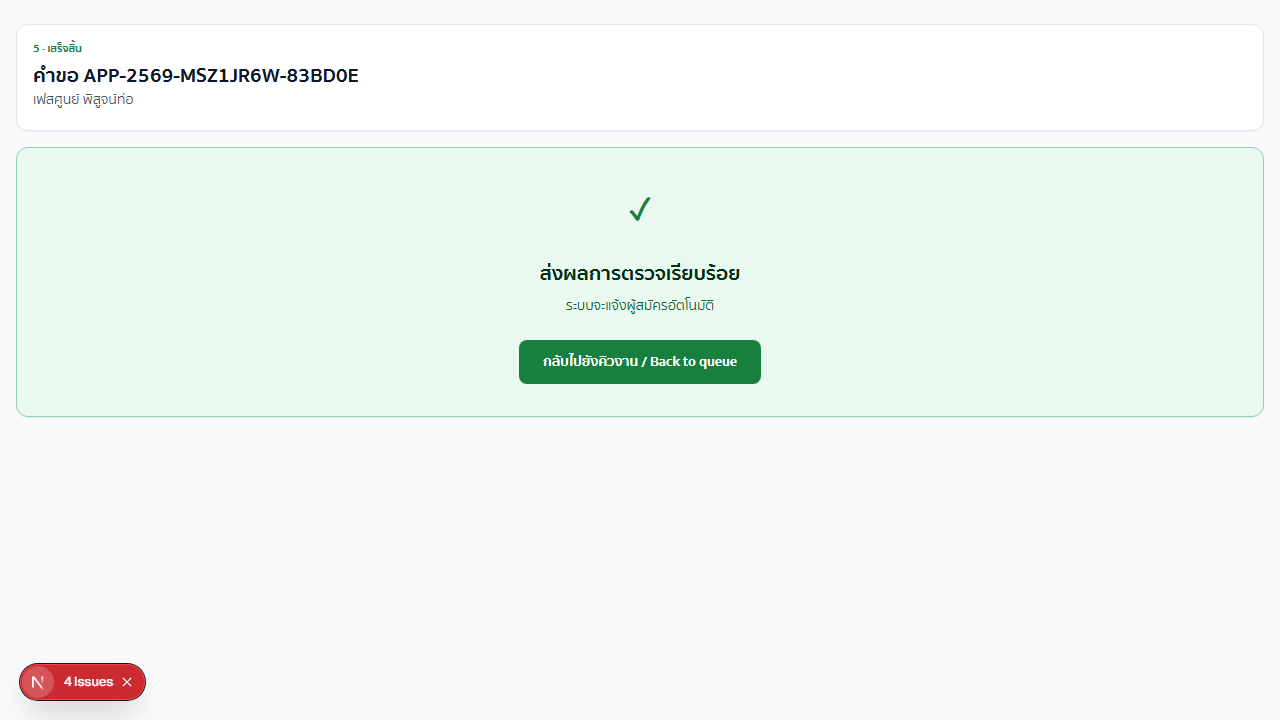 5 · เสร็จสิ้น
คำขอ APP-2569-MSZ1JR6W-83BD0E
เฟสศูนย์ พิสูจน์ท่อ
✓
ส่งผลการตรวจเรียบร้อย
ระบบจะแจ้งผู้สมัครอัตโนมัติ
กลับไปยังคิวงาน / Back to queue
N 4 Issues ×